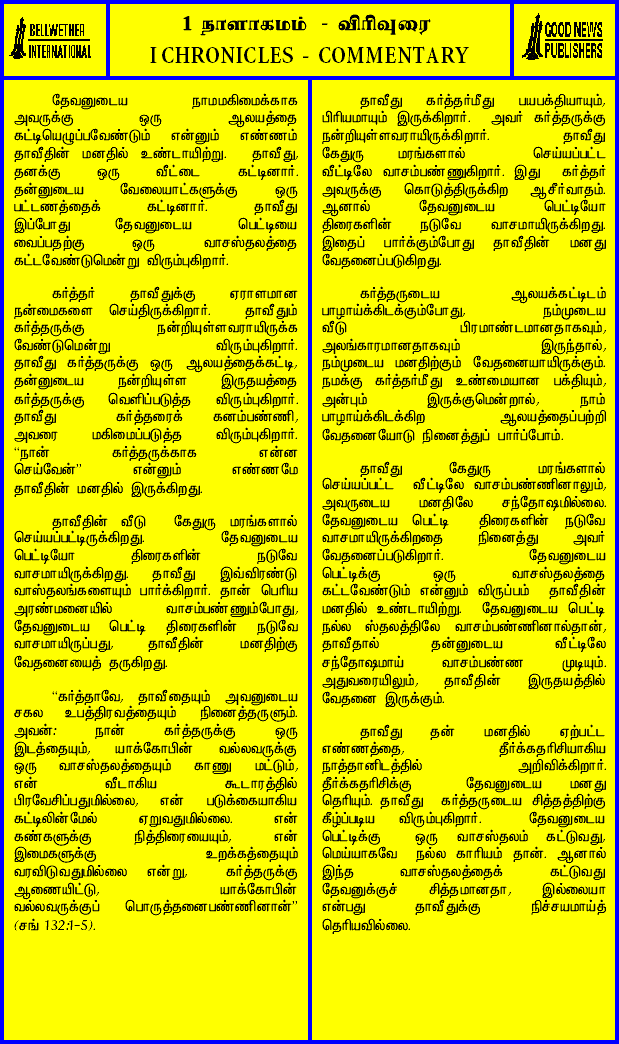 BELLWETHER
INTERNATIONAL
1 நாளாகமம் - விரிவுரை
I CHRONICLES - COMMENTARY
GOOD NEWS
PUBLISHERS
தேவனுடைய நாமமகிமைக்காக
அவருக்கு ஒரு ஆலயத்தை
கட்டியெழுப்பவேண்டும் என்னும் எண்ணம்
தாவீதின் மனதில் உண்டாயிற்று. தாவீது,
தனக்கு ஒரு வீட்டை கட்டினார்.
தன்னுடைய வேலையாட்களுக்கு ஒரு
பட்டணத்தைக் கட்டினார். தாவீது
இப்போது தேவனுடைய பெட்டியை
வைப்பதற்கு ஒரு வாசஸ்தலத்தை
கட்டவேண்டுமென்று விரும்புகிறார்.
கர்த்தர் தாவீதுக்கு ஏராளமான
நன்மைகளை செய்திருக்கிறார். தாவீதும்
கர்த்தருக்கு நன்றியுள்ளவராயிருக்க
வேண்டுமென்று விரும்புகிறார்.
தாவீது கர்த்தருக்கு ஒரு ஆலயத்தைக்கட்டி,
தன்னுடைய நன்றியுள்ள இருதயத்தை
கர்த்தருக்கு வெளிப்படுத்த விரும்புகிறார்.
தாவீது கர்த்தரைக் கனம்பண்ணி,
அவரை மகிமைப்படுத்த விரும்புகிறார்.
“நான் கர்த்தருக்காக என்ன
செய்வேன்” என்னும் எண்ணமே
தாவீதின் மனதில் இருக்கிறது.
தாவீதின் வீடு கேதுரு மரங்களால்
செய்யப்பட்டிருக்கிறது. தேவனுடைய
பெட்டியோ திரைகளின் நடுவே
வாசமாயிருக்கிறது. தாவீது இவ்விரண்டு
வாஸ்தலங்களையும் பார்க்கிறார். தான் பெரிய
அரண்மனையில் வாசம்பண்ணும்போது,
தேவனுடைய பெட்டி திரைகளின் நடுவே
வாசமாயிருப்பது, தாவீதின் மனதிற்கு
வேதனையைத் தருகிறது.
“கர்த்தாவே, தாவீதையும் அவனுடைய
சகல உபத்திரவத்தையும் நினைத்தருளும்.
அவன்: நான் கர்த்தருக்கு ஒரு
இடத்தையும், யாக்கோபின் வல்லவருக்கு
ஒரு வாசஸ்தலத்தையும் காணு மட்டும்,
என் வீடாகிய கூடாரத்தில்
பிரவேசிப்பதுமில்லை, என் படுக்கையாகிய
கட்டிலின்மேல் ஏறுவதுமில்லை. என்
கண்களுக்கு நித்திரையையும், என்
இமைகளுக்கு உறக்கத்தையும்
வரவிடுவதுமில்லை என்று, கர்த்தருக்கு
ஆணையிட்டு, யாக்கோபின்
வல்லவருக்குப் பொருத்தனைபண்ணினான்”
(சங் 132:1-5).
தாவீது கர்த்தர்மீது பயபக்தியாயும்,
பிரியமாயும் இருக்கிறார். அவர் கர்த்தருக்கு
நன்றியுள்ளவராயிருக்கிறார். தாவீது
கேதுரு மரங்களால் செய்யப்பட்ட
வீட்டிலே வாசம்பண்ணுகிறார். இது கர்த்தர்
அவருக்கு கொடுத்திருக்கிற ஆசீர்வாதம்.
ஆனால் தேவனுடைய பெட்டியோ
திரைகளின் நடுவே வாசமாயிருக்கிறது.
இதைப் பார்க்கும்போது தாவீதின் மனது
வேதனைப்படுகிறது.
கர்த்தருடைய ஆலயக்கட்டிடம்
பாழாய்க்கிடக்கும்போது, நம்முடைய
வீடு பிரமாண்டமானதாகவும்,
அலங்காரமானதாகவும் இருந்தால்,
நம்முடைய மனதிற்கும் வேதனையாயிருக்கும்.
நமக்கு கர்த்தர்மீது உண்மையான பக்தியும்,
அன்பும் இருக்குமென்றால், நாம்
பாழாய்க்கிடக்கிற ஆலயத்தைப்பற்றி
வேதனையோடு நினைத்துப் பார்ப்போம்.
தாவீது கேதுரு மரங்களால்
செய்யப்பட்ட வீட்டிலே வாசம்பண்ணினாலும்,
அவருடைய மனதிலே சந்தோஷமில்லை.
தேவனுடைய பெட்டி திரைகளின் நடுவே
வாசமாயிருக்கிறதை நினைத்து அவர்
வேதனைப்படுகிறார். தேவனுடைய
பெட்டிக்கு ஒரு வாசஸ்தலத்தை
கட்டவேண்டும் என்னும் விருப்பம் தாவீதின்
மனதில் உண்டாயிற்று. தேவனுடைய பெட்டி
நல்ல ஸ்தலத்திலே வாசம்பண்ணினால்தான்,
தாவீதால் தன்னுடைய வீட்டிலே
சந்தோஷமாய் வாசம்பண்ண முடியும்.
அதுவரையிலும், தாவீதின் இருதயத்தில்
வேதனை இருக்கும்.
தாவீது தன் மனதில் ஏற்பட்ட
எண்ணத்தை, தீர்க்கதரிசியாகிய
நாத்தானிடத்தில் அறிவிக்கிறார்.
தீர்க்கதரிசிக்கு தேவனுடைய மனது
தெரியும். தாவீது கர்த்தருடைய சித்தத்திற்கு
கீழ்ப்படிய விரும்புகிறார். தேவனுடைய
பெட்டிக்கு ஒரு வாசஸ்தலம் கட்டுவது,
மெய்யாகவே நல்ல காரியம் தான். ஆனால்
இந்த வாசஸ்தலத்தைக் கட்டுவது
தேவனுக்குச் சித்தமானதா, இல்லையா
என்பது தாவீதுக்கு நிச்சயமாய்த்
தெரியவில்லை.